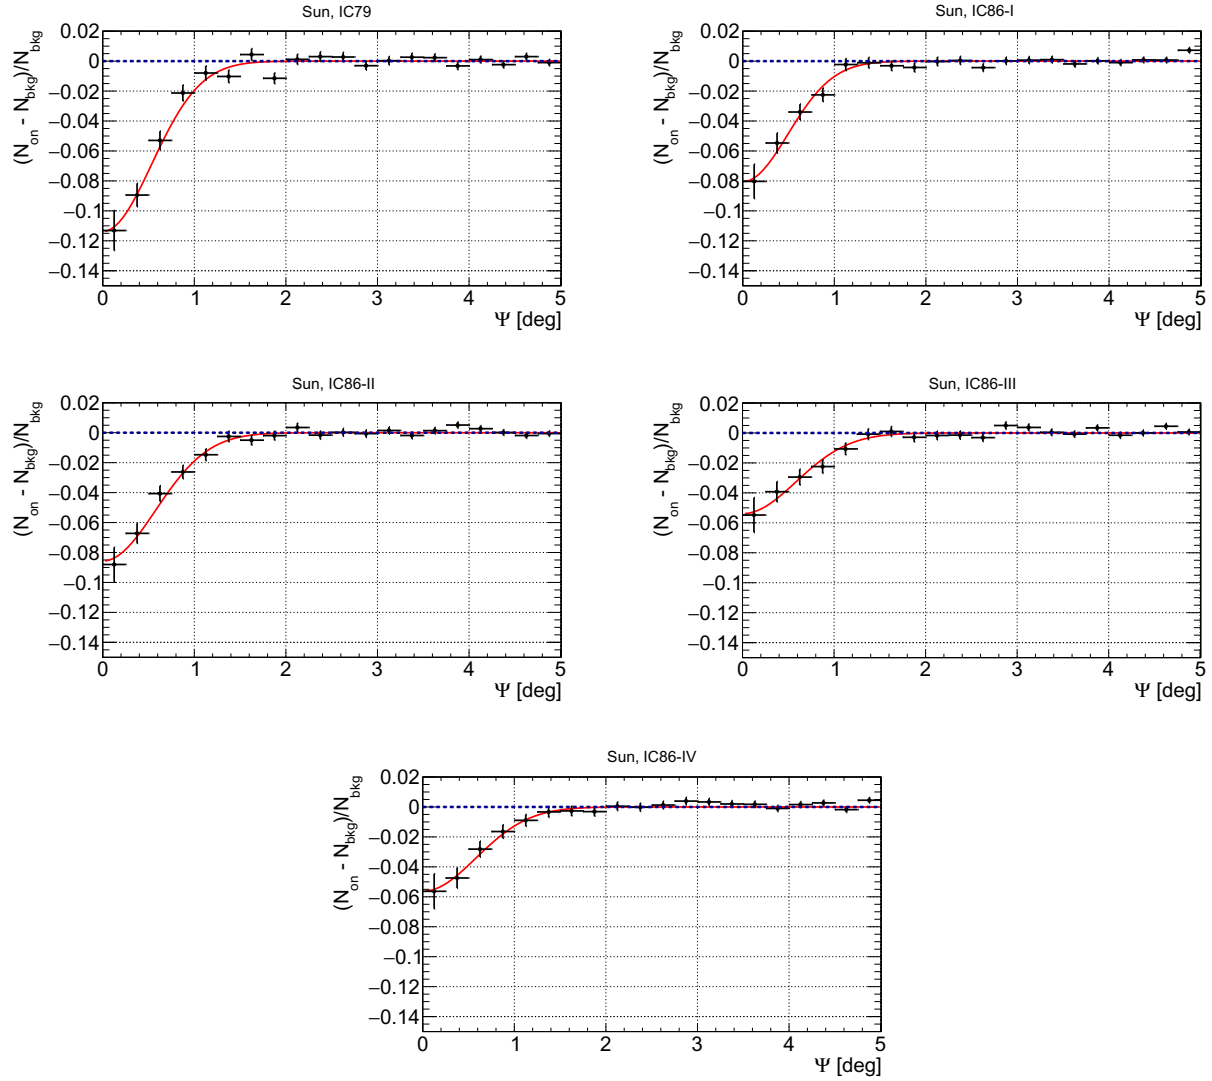 Sun, IC79
(N_on - N_bkg)/N_bkg
0.02
0
−0.02
−0.04
−0.06
−0.08
−0.1
−0.12
−0.14
0 1 2 3 4 5
Ψ [deg]
Sun, IC86-I
(N_on - N_bkg)/N_bkg
0.02
0
−0.02
−0.04
−0.06
−0.08
−0.1
−0.12
−0.14
0 1 2 3 4 5
Ψ [deg]
Sun, IC86-II
(N_on - N_bkg)/N_bkg
0.02
0
−0.02
−0.04
−0.06
−0.08
−0.1
−0.12
−0.14
0 1 2 3 4 5
Ψ [deg]
Sun, IC86-III
(N_on - N_bkg)/N_bkg
0.02
0
−0.02
−0.04
−0.06
−0.08
−0.1
−0.12
−0.14
0 1 2 3 4 5
Ψ [deg]
Sun, IC86-IV
(N_on - N_bkg)/N_bkg
0.02
0
−0.02
−0.04
−0.06
−0.08
−0.1
−0.12
−0.14
0 1 2 3 4 5
Ψ [deg]